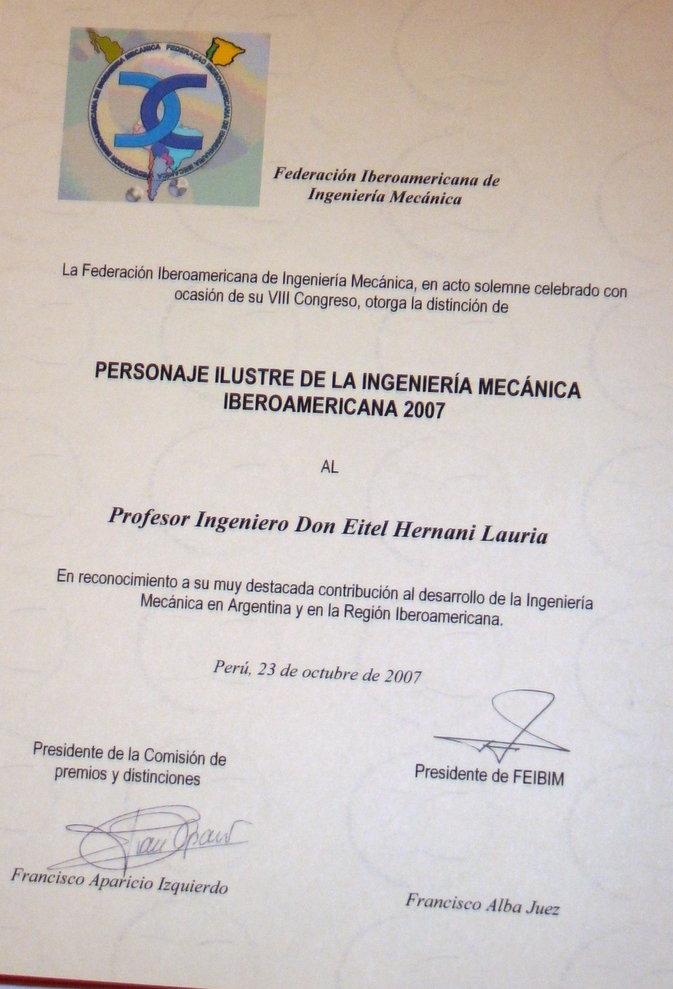 Federación Iberoamericana de
Ingeniería Mecánica
La Federación Iberoamericana de Ingeniería Mecánica, en acto solemne celebrado con
ocasión de su VIII Congreso, otorga la distinción de
PERSONAJE ILUSTRE DE LA INGENIERÍA MECÁNICA
IBEROAMERICANA 2007
AL
Profesor Ingeniero Don Eitel Hernani Lauria
En reconocimiento a su muy destacada contribución al desarrollo de la Ingeniería
Mecánica en Argentina y en la Región Iberoamericana.
Perú, 23 de octubre de 2007
Presidente de la Comisión de
premios y distinciones
Presidente de FEIBIM
Francisco Aparicio Izquierdo
Francisco Alba Juez